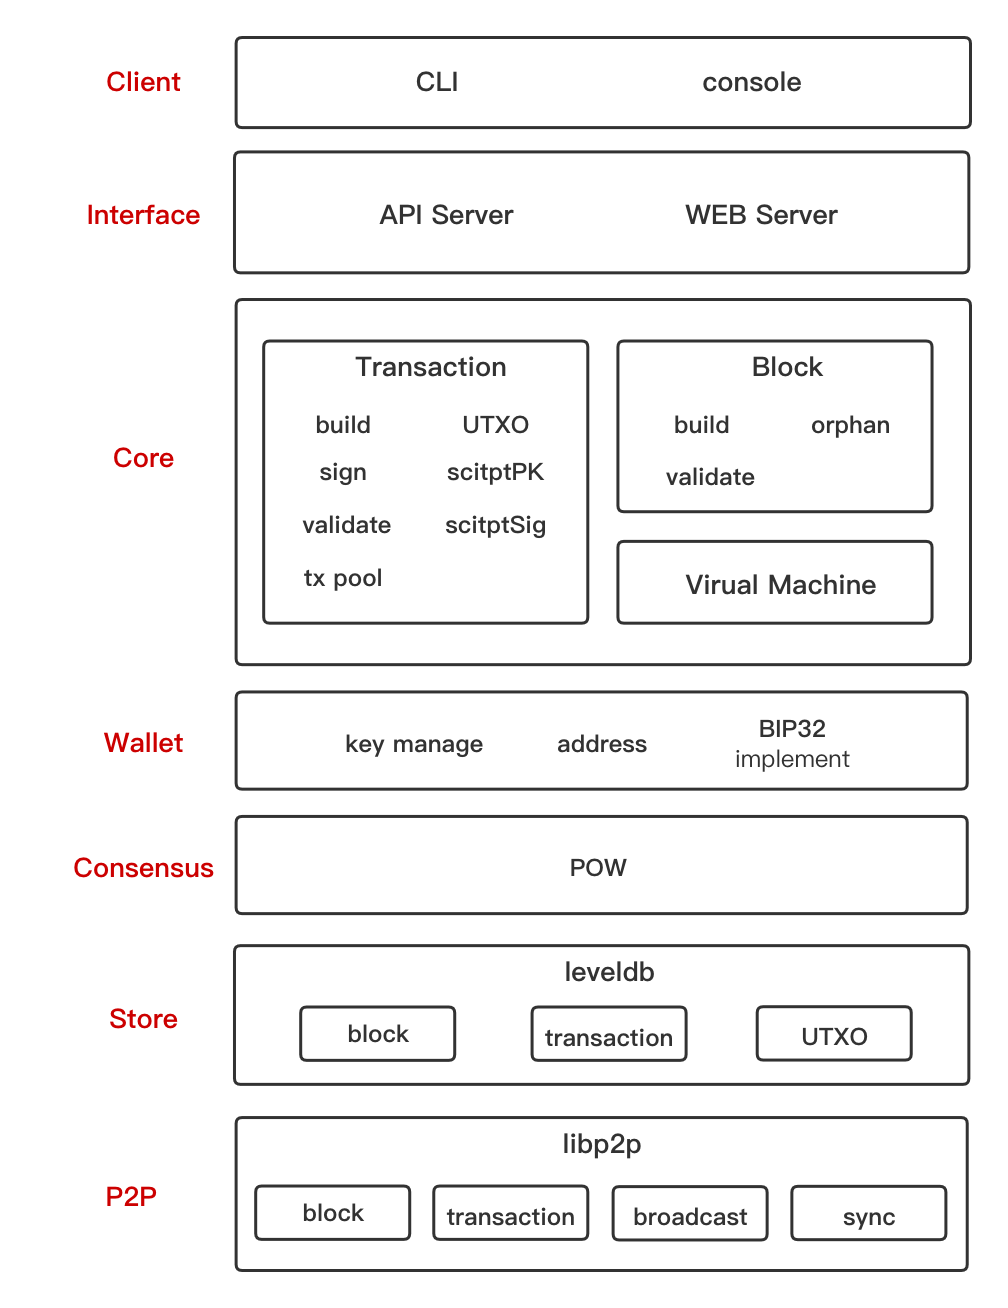 Client
CLI
console
Interface
API Server
WEB Server
Core
Transaction
build
UTXO
sign
scitptPK
validate
scitptSig
tx pool
Block
build
orphan
validate
Virual Machine
Wallet
key manage
address
BIP32
implement
Consensus
POW
Store
leveldb
block
transaction
UTXO
P2P
libp2p
block
transaction
broadcast
sync